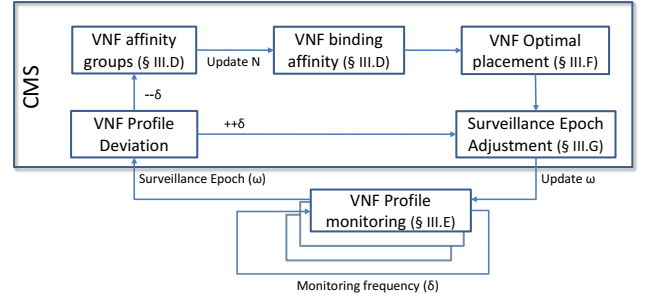 CMS
VNF affinity
groups (§ III.D)
Update N
VNF binding
affinity (§ III.D)
VNF Optimal
placement (§ III.F)
--δ
VNF Profile
Deviation
++δ
Surveillance Epoch
Adjustment (§ III.G)
Surveillance Epoch (ω)
Update ω
VNF Profile
monitoring (§ III.E)
Monitoring frequency (δ)